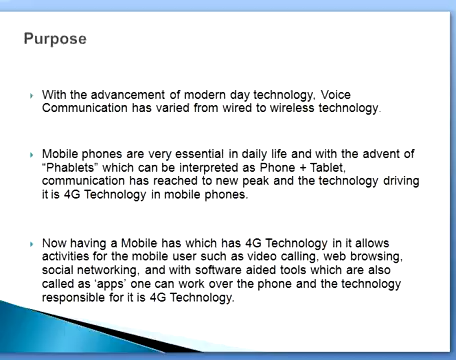 Purpose
With the advancement of modern day technology, Voice
Communication has varied from wired to wireless technology.
Mobile phones are very essential in daily life and with the advent of
“Phablets” which can be interpreted as Phone + Tablet,
communication has reached to new peak and the technology driving
it is 4G Technology in mobile phones.
Now having a Mobile has which has 4G Technology in it allows
activities for the mobile user such as video calling, web browsing,
social networking, and with software aided tools which are also
called as ‘apps’ one can work over the phone and the technology
responsible for it is 4G Technology.